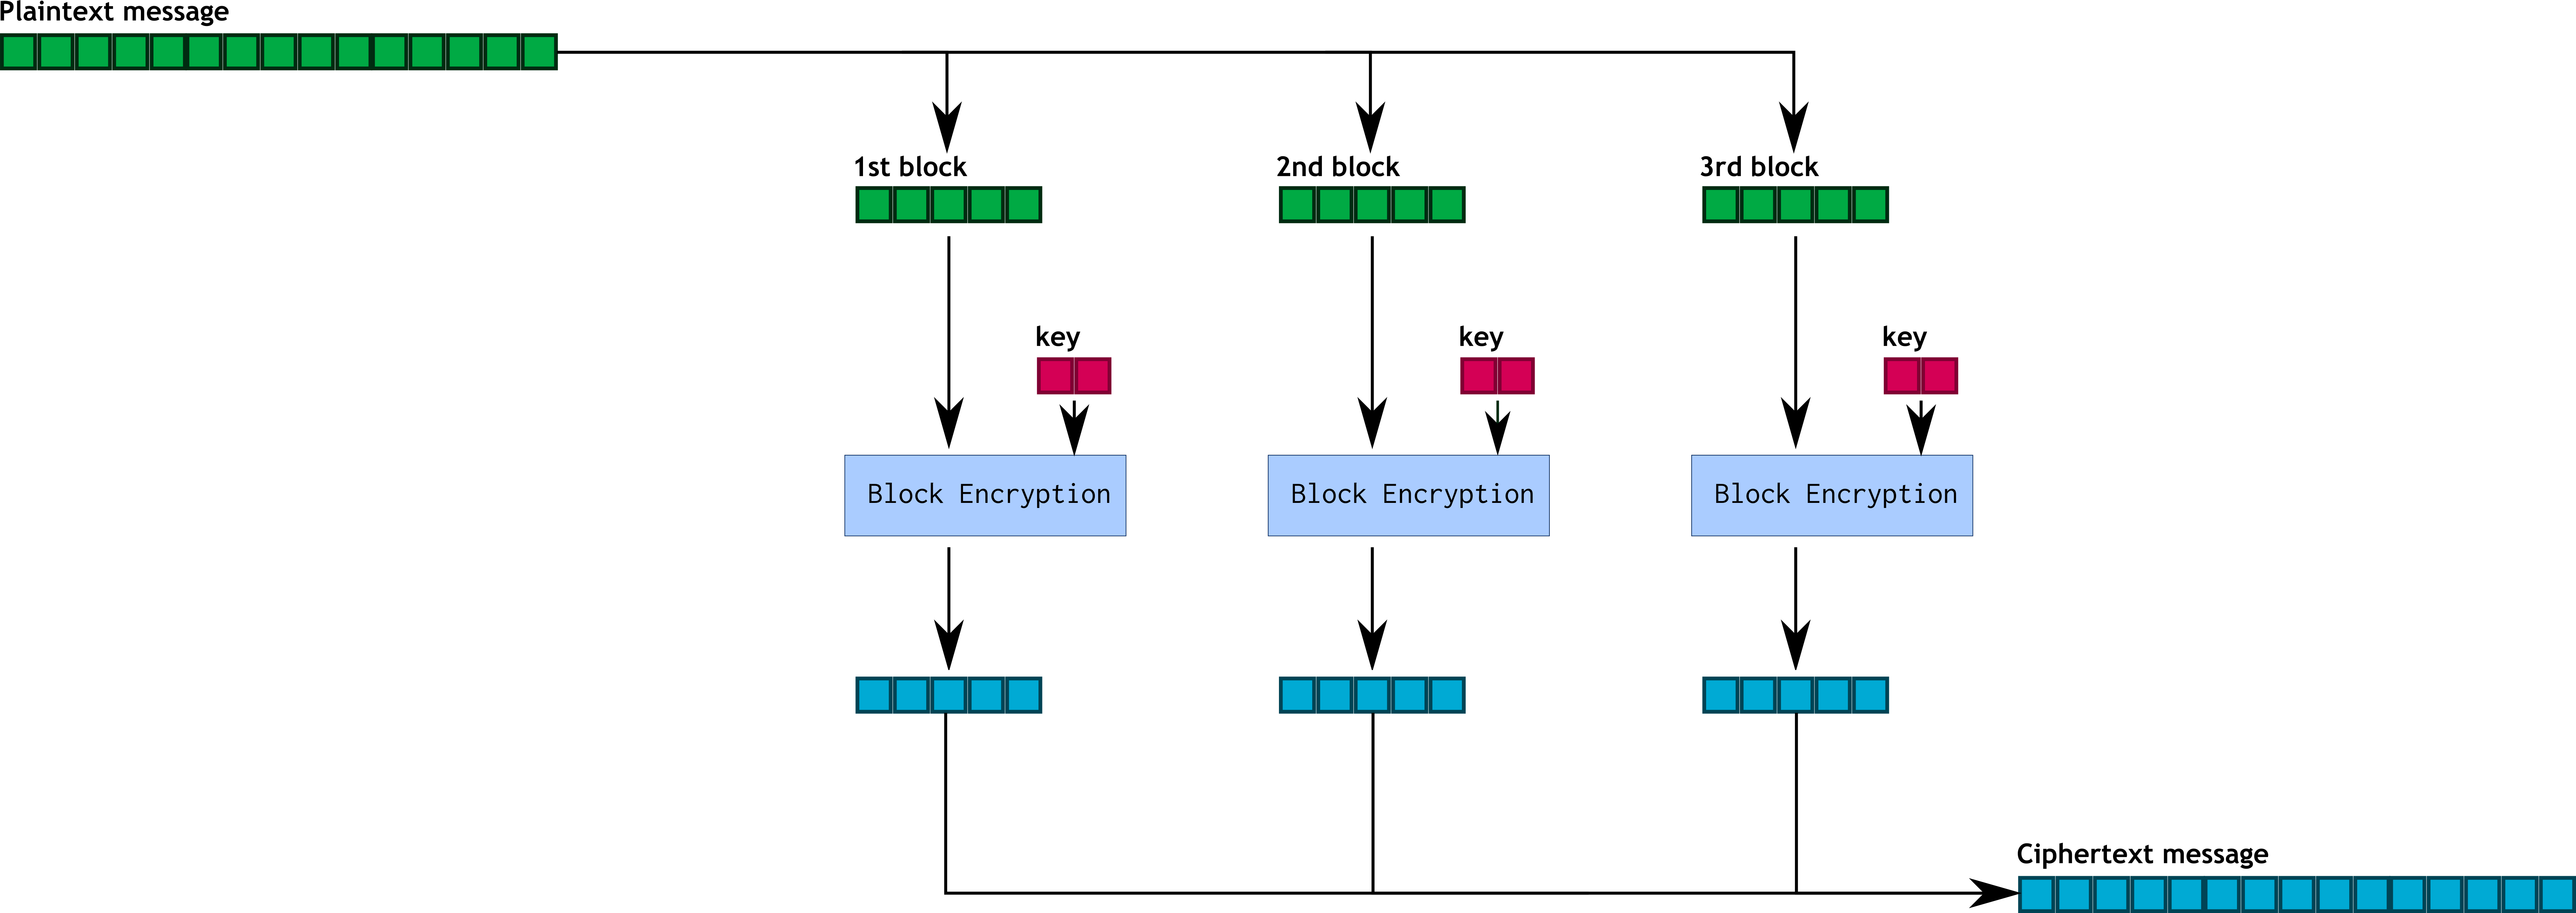 Plaintext message
1st block
2nd block
3rd block
key
key
key
Block Encryption
Block Encryption
Block Encryption
Ciphertext message